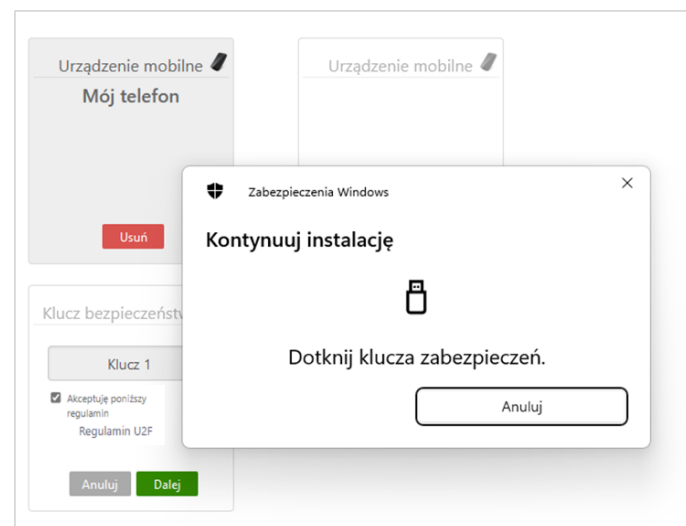 Urządzenie mobilne
Mój telefon
Usuń
Urządzenie mobilne
Zabezpieczenia Windows
Kontynuuj instalację
Dotknij klucza zabezpieczeń.
Anuluj
Klucz
Klucz 1
Akceptuję poniższy
regulamin
Regulamin U2F
Anuluj
Dalej